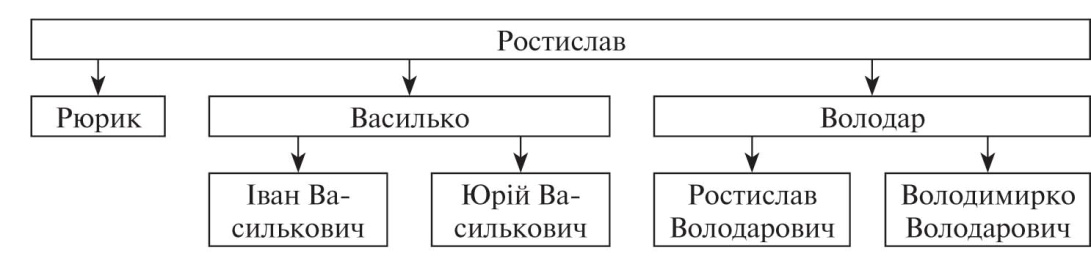 Ростислав
Рюрик
Василько
Володар
Іван Ва-
силькович
Юрій Ва-
силькович
Ростислав
Володарович
Володимирко
Володарович